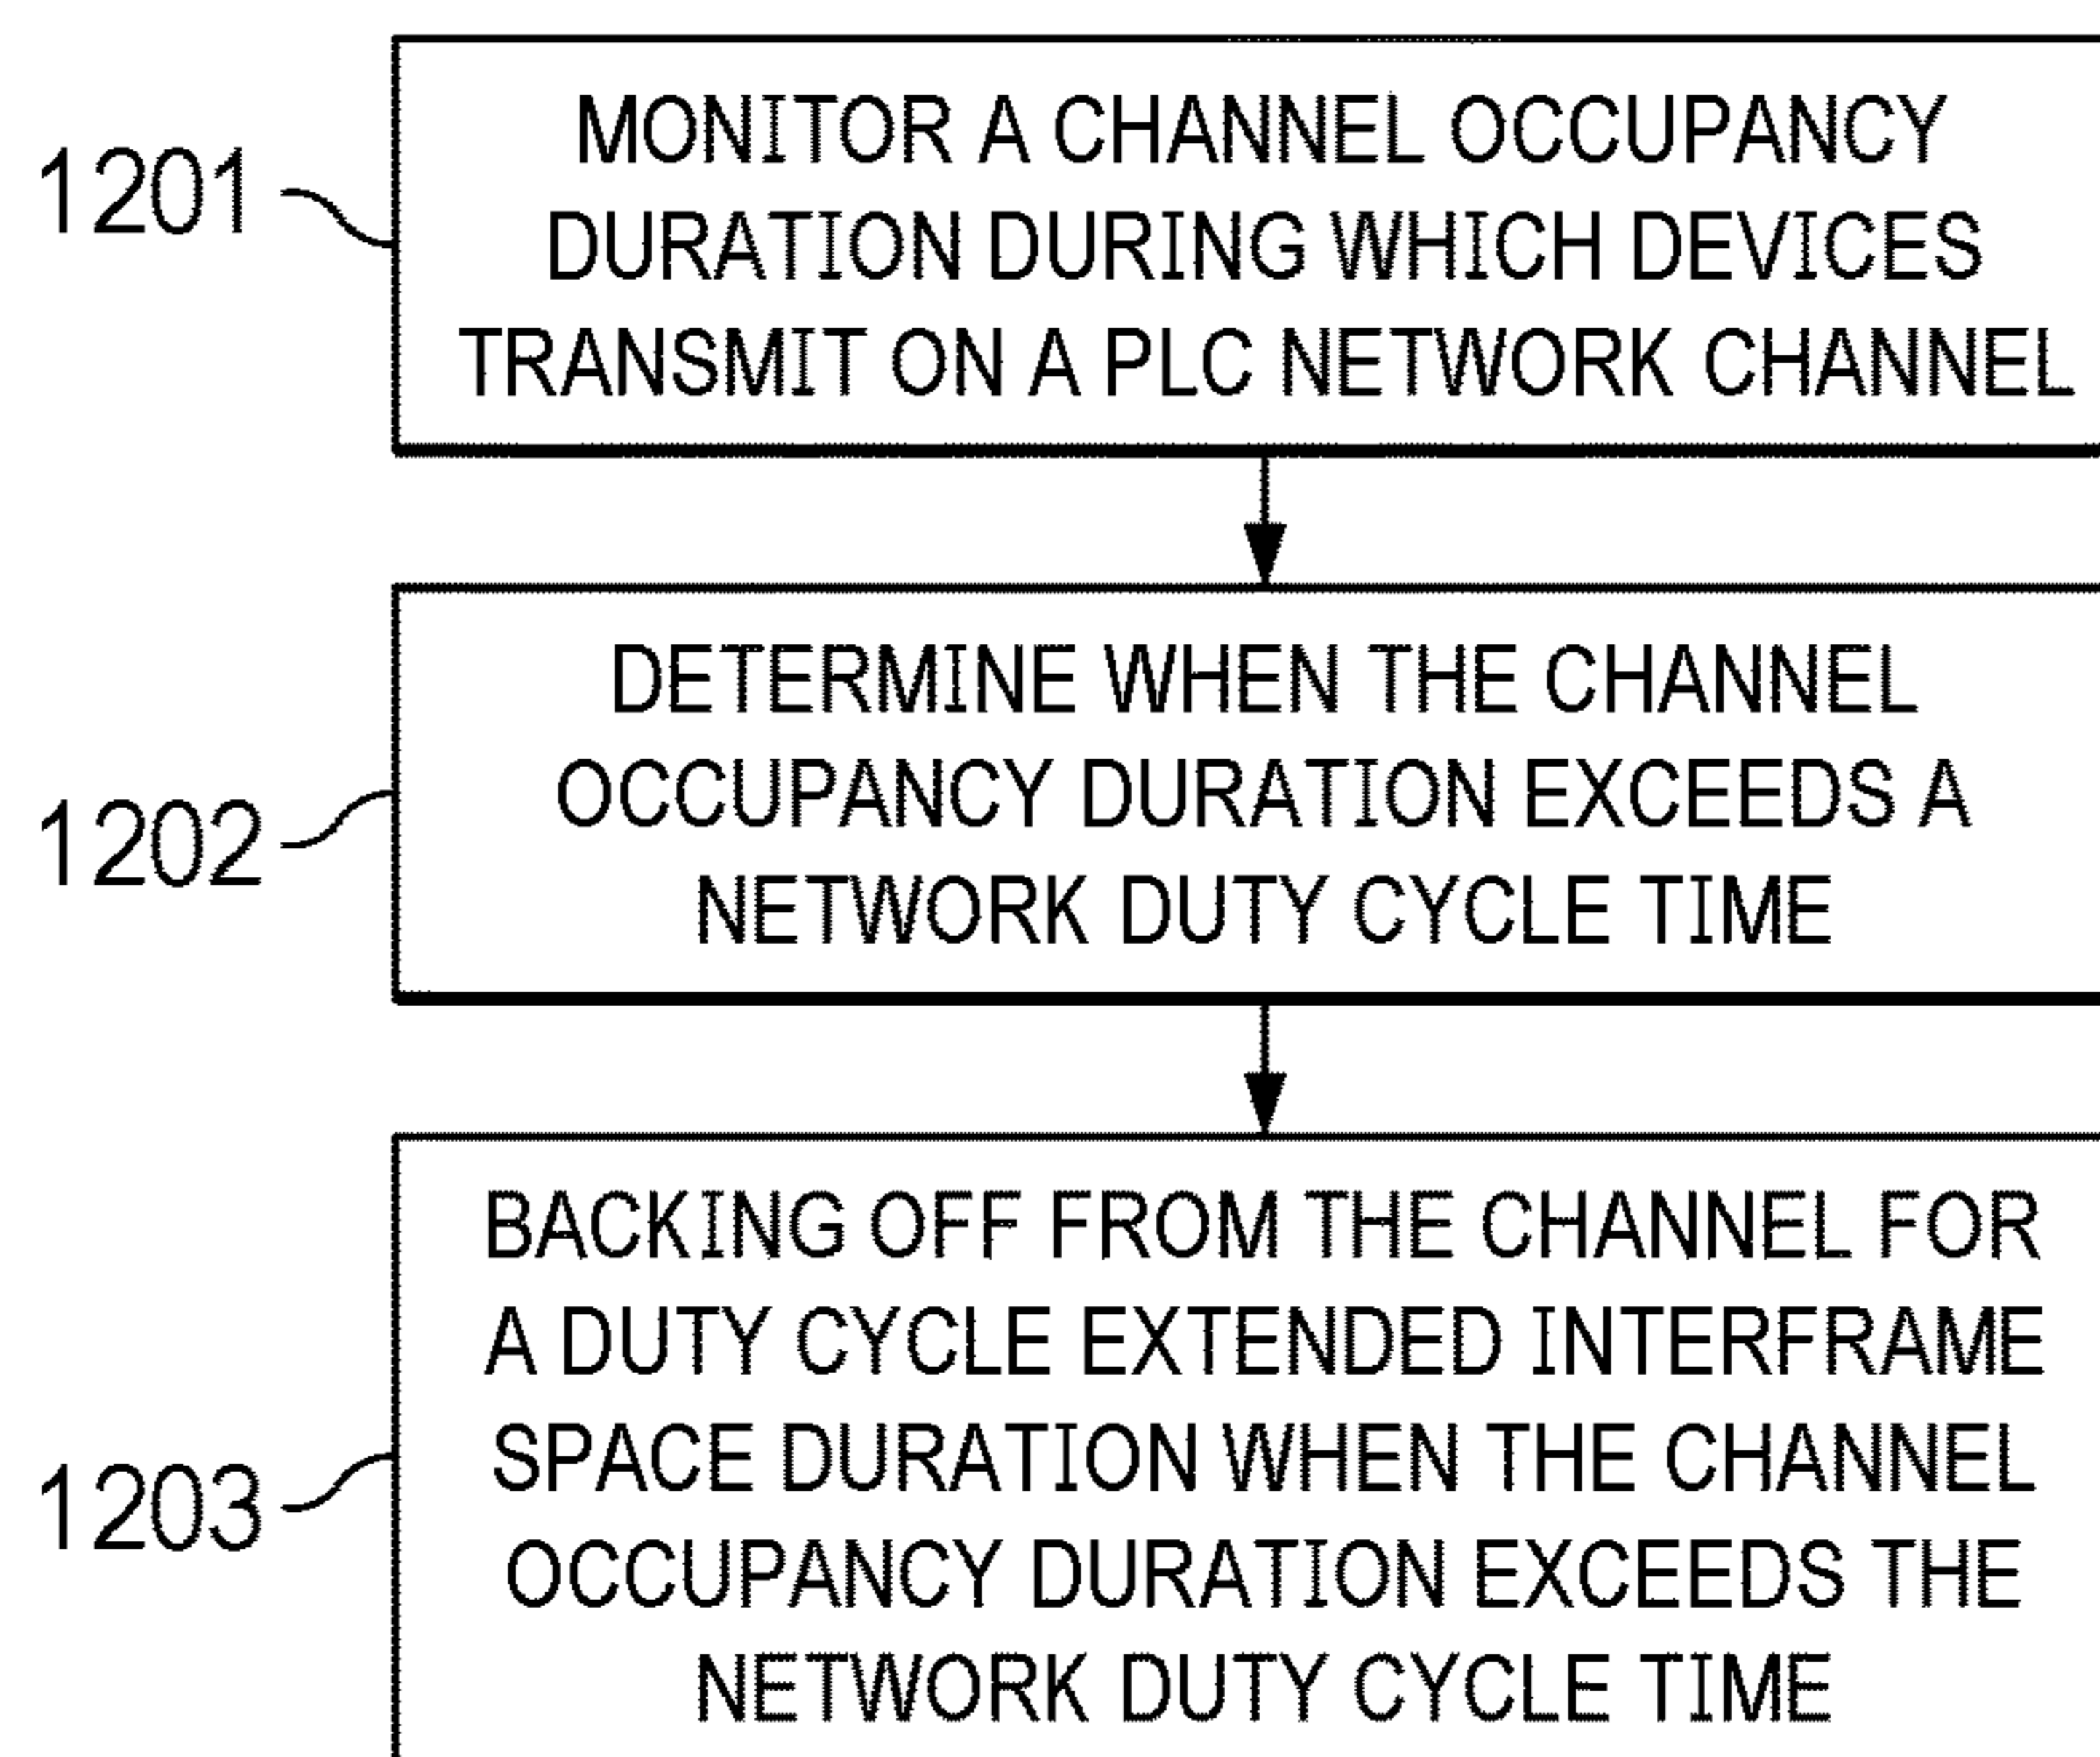 1201
MONITOR A CHANNEL OCCUPANCY
DURATION DURING WHICH DEVICES
TRANSMIT ON A PLC NETWORK CHANNEL
1202
DETERMINE WHEN THE CHANNEL
OCCUPANCY DURATION EXCEEDS A
NETWORK DUTY CYCLE TIME
1203
BACKING OFF FROM THE CHANNEL FOR
A DUTY CYCLE EXTENDED INTERFRAME
SPACE DURATION WHEN THE CHANNEL
OCCUPANCY DURATION EXCEEDS THE
NETWORK DUTY CYCLE TIME